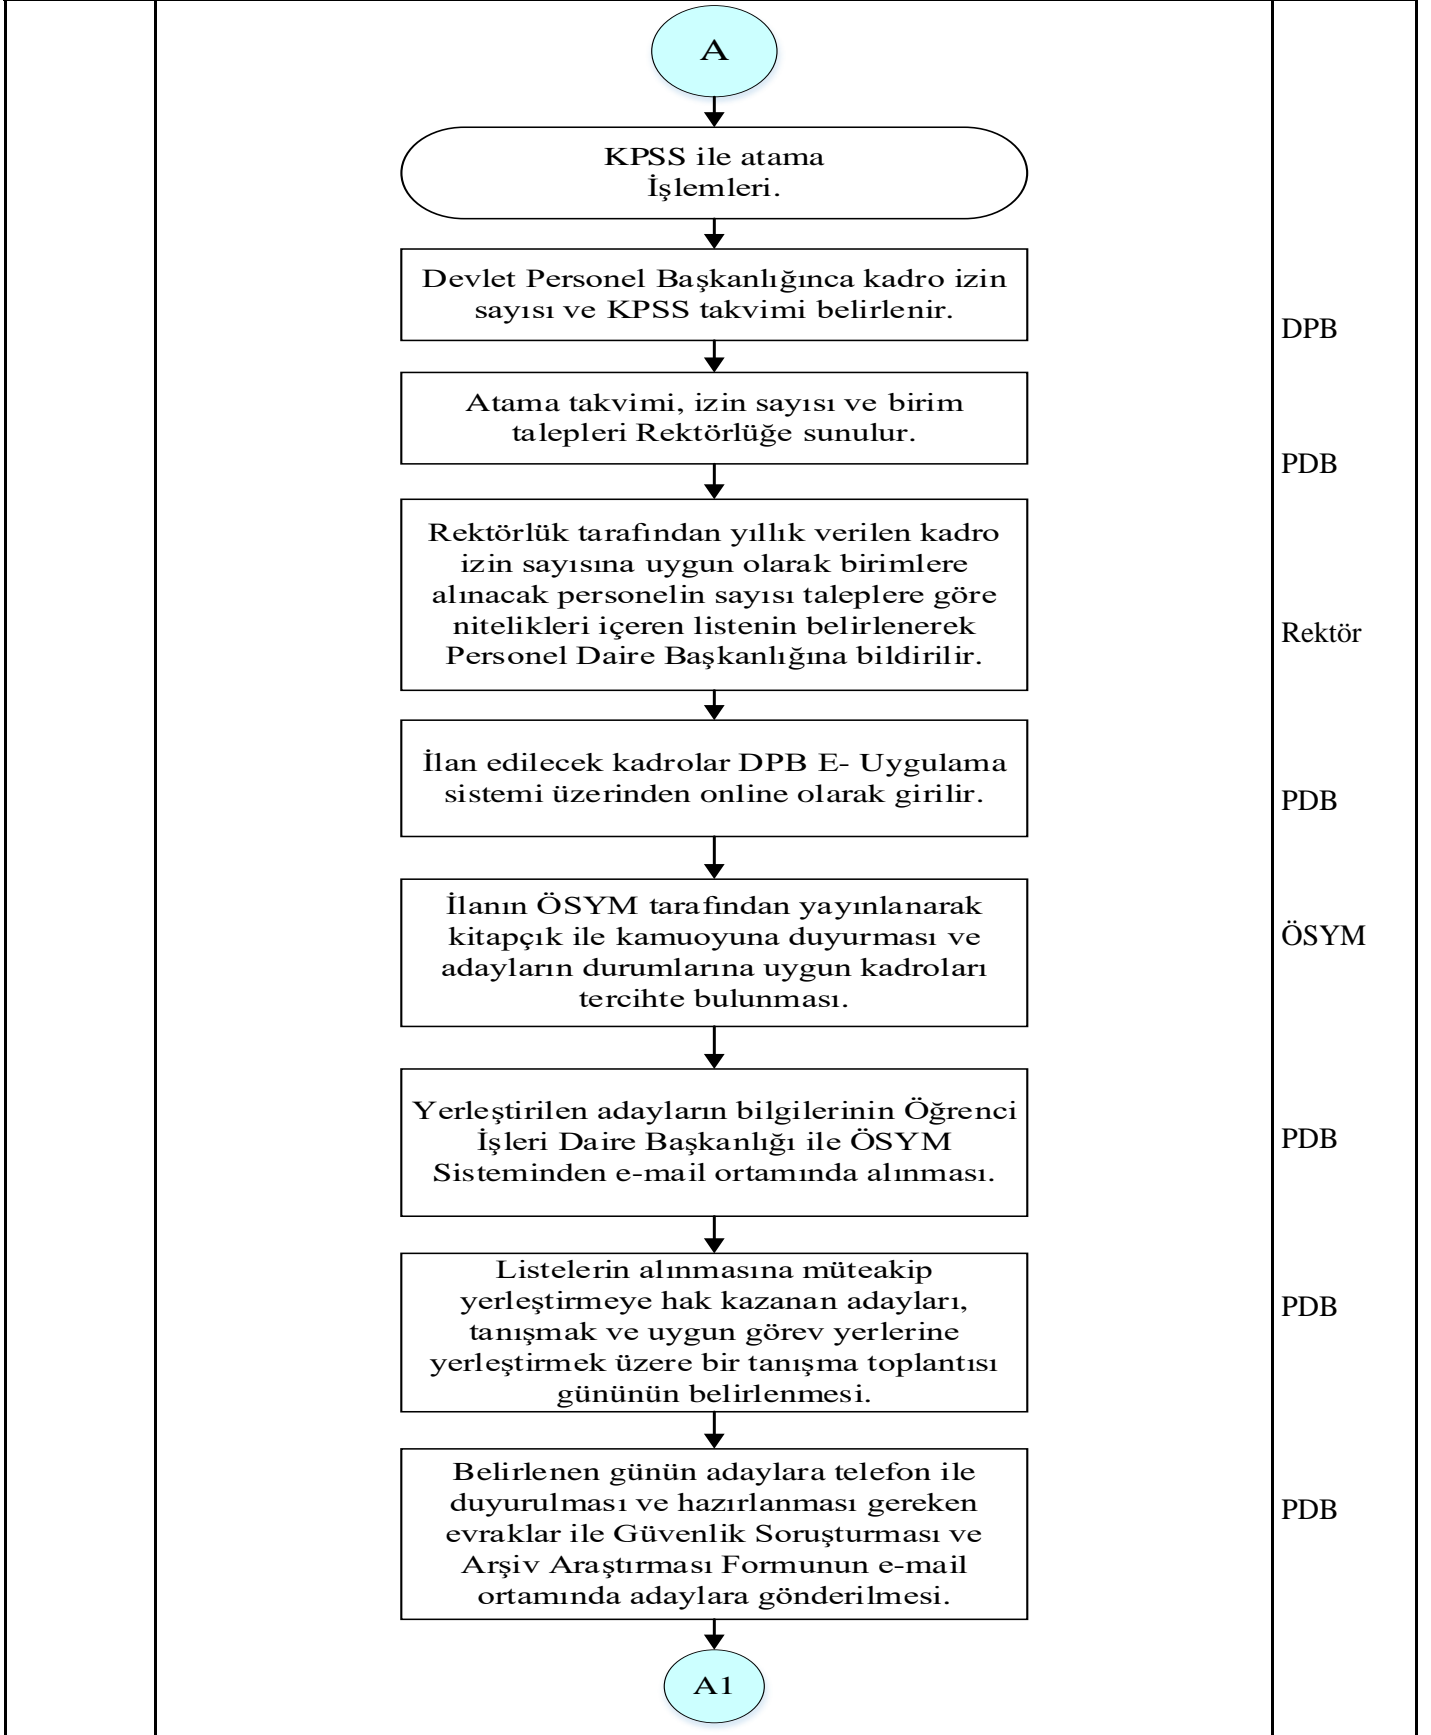 A
KPSS ile atama
İşlemleri.
Devlet Personel Başkanlığınca kadro izin
sayısı ve KPSS takvimi belirlenir.
DPB
Atama takvimi, izin sayısı ve birim
talepleri Rektörlüğe sunulur.
PDB
Rektörlük tarafından yıllık verilen kadro
izin sayısına uygun olarak birimlere
alınacak personelin sayısı taleplere göre
nitelikleri içeren listenin belirlenerek
Personel Daire Başkanlığına bildirilir.
Rektör
İlan edilecek kadrolar DPB E- Uygulama
sistemi üzerinden online olarak girilir.
PDB
İlanın ÖSYM tarafından yayınlanarak
kitapçık ile kamuoyuna duyurması ve
adayların durumlarına uygun kadroları
tercihte bulunması.
ÖSYM
Yerleştirilen adayların bilgilerinin Öğrenci
İşleri Daire Başkanlığı ile ÖSYM
Sisteminden e-mail ortamında alınması.
PDB
Listelerin alınmasına müteakip
yerleştirmeye hak kazanan adayları,
tanışmak ve uygun görev yerlerine
yerleştirmek üzere bir tanışma toplantısı
gününün belirlenmesi.
PDB
Belirlenen günün adaylara telefon ile
duyurulması ve hazırlanması gereken
evraklar ile Güvenlik Soruşturması ve
Arşiv Araştırması Formunun e-mail
ortamında adaylara gönderilmesi.
PDB
A1